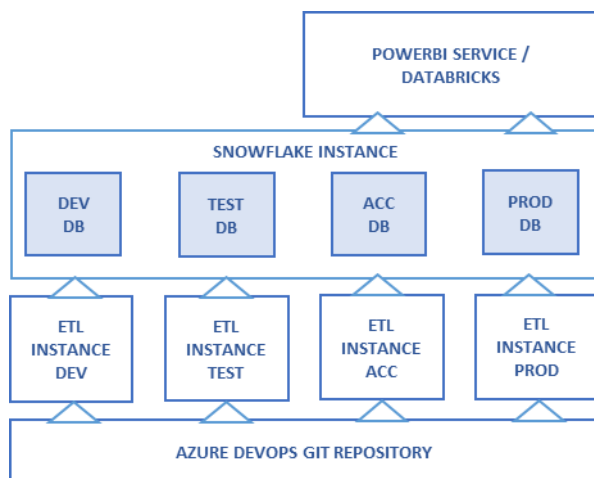 POWERBI SERVICE /
DATABRICKS
SNOWFLAKE INSTANCE
DEV
DB
TEST
DB
ACC
DB
PROD
DB
ETL
INSTANCE
DEV
ETL
INSTANCE
TEST
ETL
INSTANCE
ACC
ETL
INSTANCE
PROD
AZURE DEVOPS GIT REPOSITORY